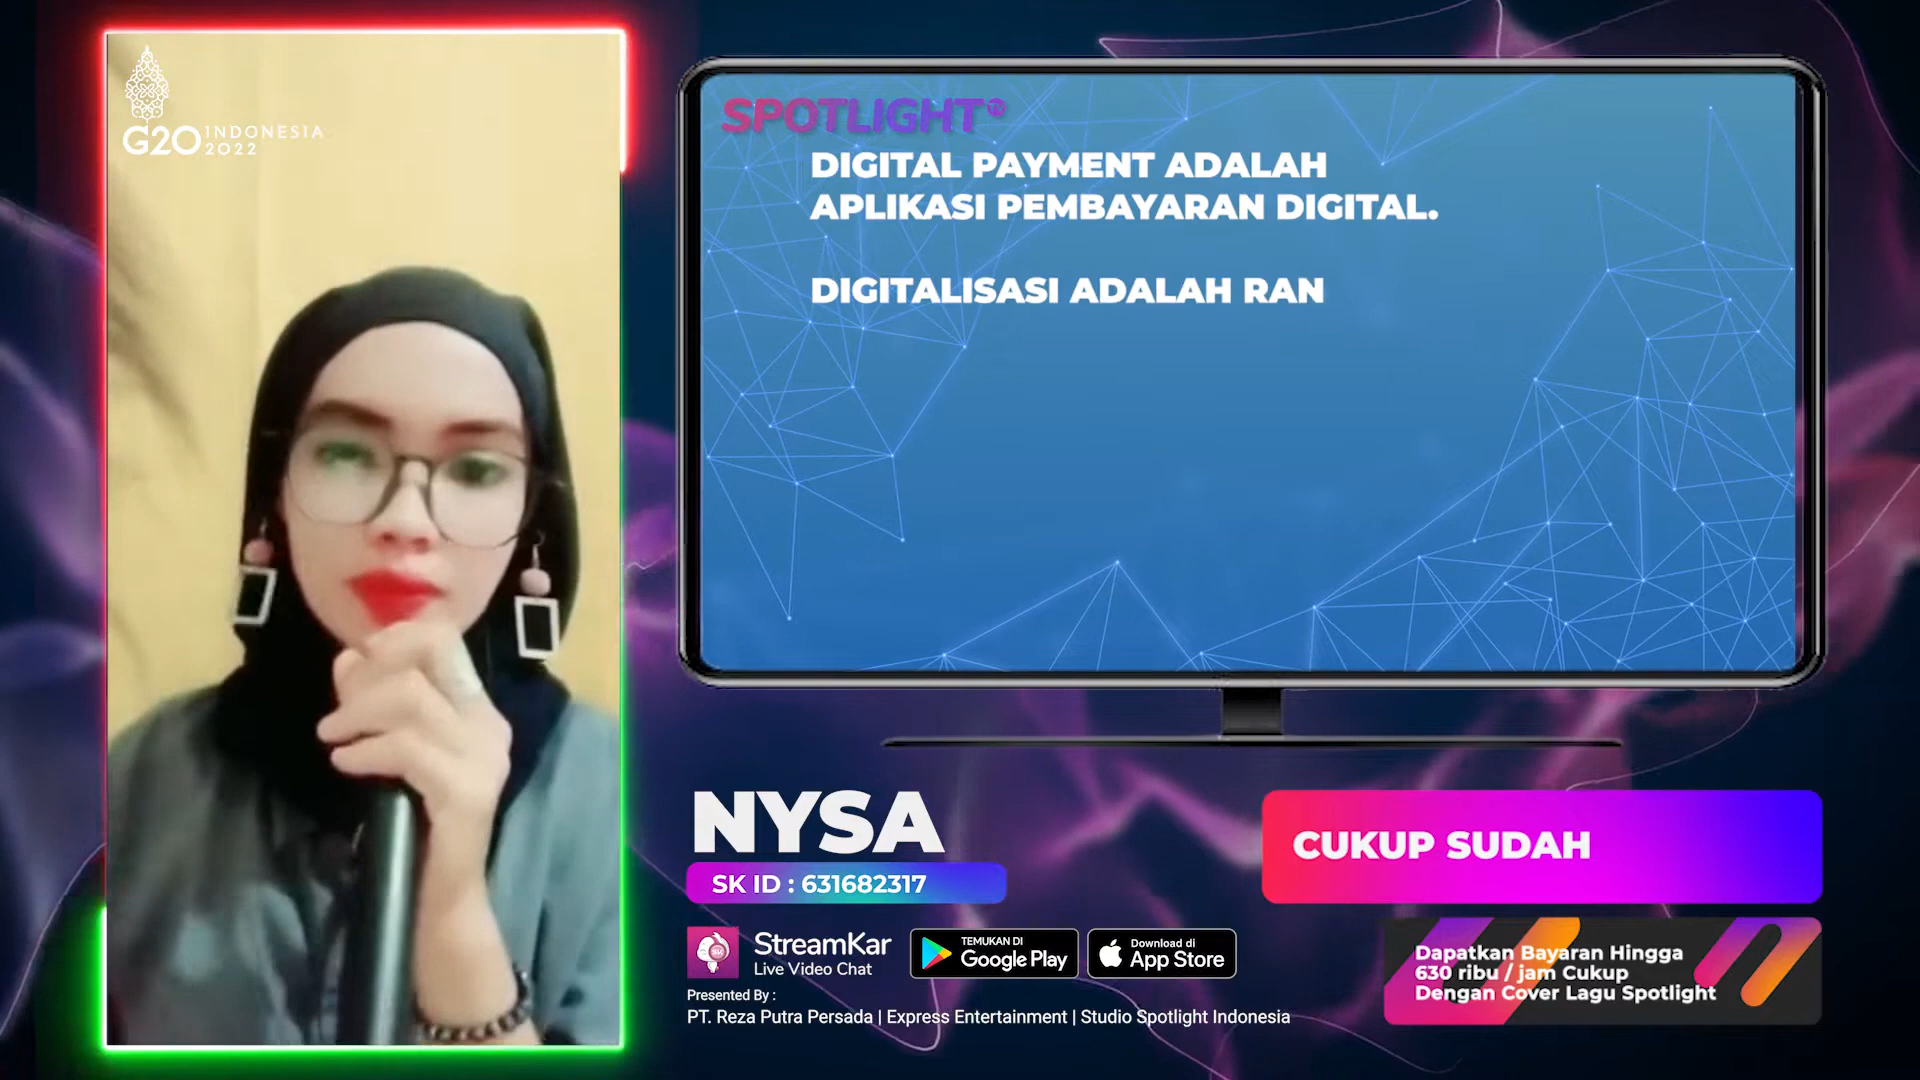 G20 INDONESIA
2022
SPOTLIGHT TV
DIGITAL PAYMENT ADALAH
APLIKASI PEMBAYARAN DIGITAL.
DIGITALISASI ADALAH RAN
NYSA
SK ID : 631682317
CUKUP SUDAH
StreamKar
Live Video Chat
TEMUKAN DI
Google Play
Download di
App Store
Dapatkan Bayaran Hingga
630 ribu / jam Cukup
Dengan Cover Lagu Spotlight
Presented By :
PT. Reza Putra Persada | Express Entertainment | Studio Spotlight Indonesia